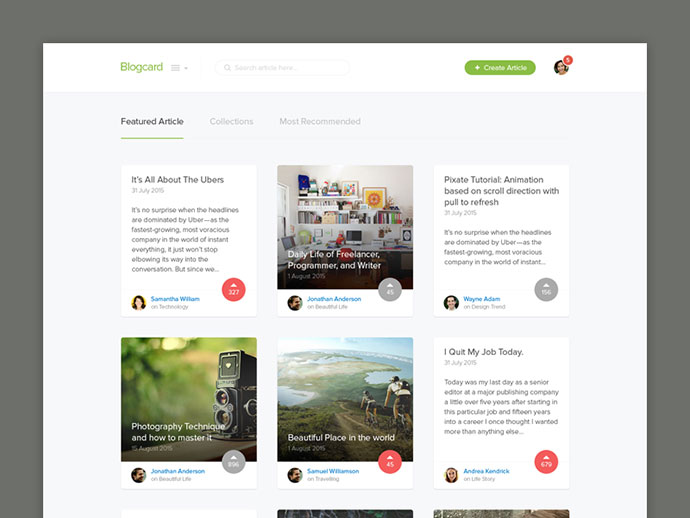 Blogcard
Search article here...
+ Create Article
5
Featured Article
Collections
Most Recommended
It's All About The Ubers
31 July 2015
It's no surprise when the headlines
are dominated by Uber—as the
fastest-growing, most voracious
company in the world of instant
everything, it just won't stop
elbowing its way into the
conversation. But since we...
327
Samantha William
on Technology
Daily Life of Freelancer,
Programmer, and Writer
1 August 2015
45
Jonathan Anderson
on Beautiful Life
Pixate Tutorial: Animation
based on scroll direction with
pull to refresh
31 July 2015
It's no surprise when the headlines
are dominated by Uber—as the
fastest-growing, most voracious
company in the world of instant...
156
Wayne Adam
on Design Trend
Photography Technique
and how to master it
15 August 2015
896
Jonathan Anderson
on Beautiful Life
Beautiful Place in the world
1 August 2015
45
Samuel Williamson
on Travelling
I Quit My Job Today.
31 July 2015
Today was my last day as a senior
editor at a major publishing company
a little over five years after starting in
this particular job and fifteen years
into a career I once thought I wanted
more than anything else...
679
Andrea Kendrick
on Life Story